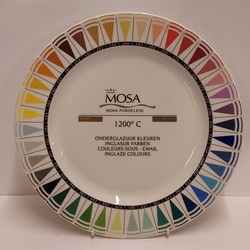 MOSA
MOSA PORSELEIN
1200° C
ONDERGLAZUUR KLEUREN
INGLASUR FARBEN
COULEURS SOUS - EMAIL
INGLAZE COLOURS